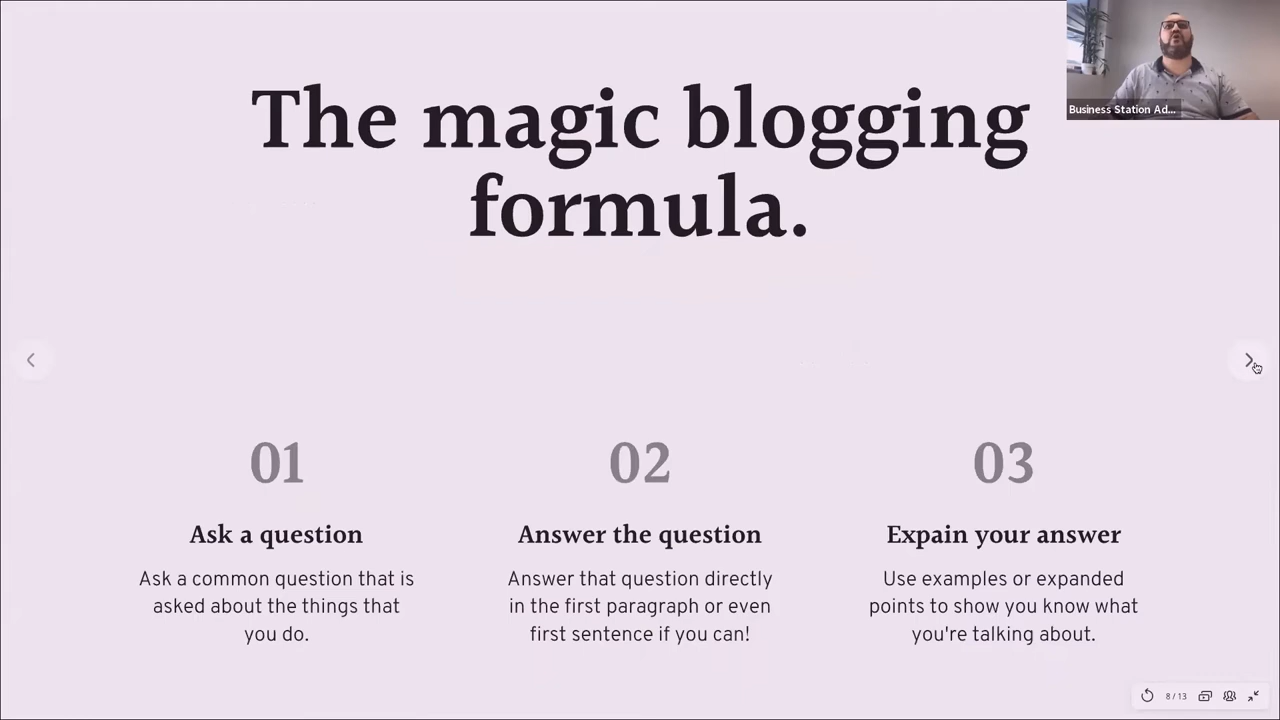 The magic blogging
formula.
Business Station Ad...
01
Ask a question
Ask a common question that is
asked about the things that
you do.
02
Answer the question
Answer that question directly
in the first paragraph or even
first sentence if you can!
03
Expain your answer
Use examples or expanded
points to show you know what
you're talking about.
8 / 13